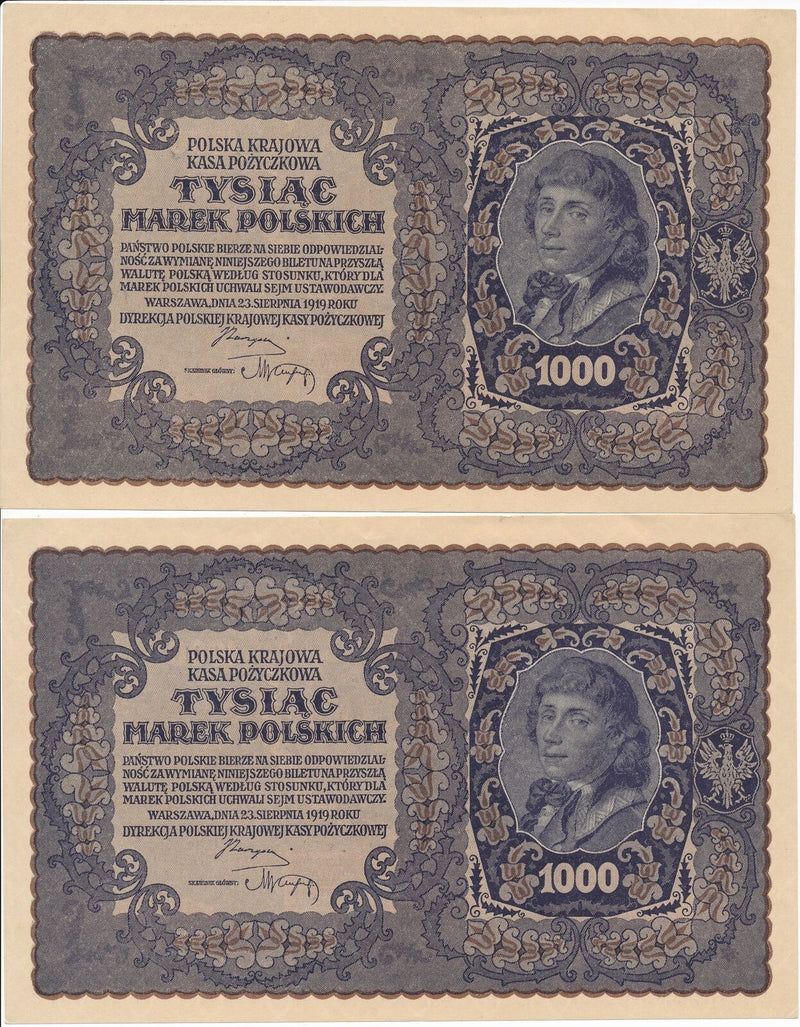 POLSKA KRAJOWA
KASA POŻYCZKOWA
TYSIĄC
MAREK POLSKICH
PAŃSTWO POLSKIE BIERZE NA SIEBIE ODPOWIEDZIAL-
NOŚĆ ZA WYMIANĘ NINIEJSZEGO BILETU NA PRZYSZŁĄ
WALUTĘ POLSKĄ WEDŁUG STOSUNKU, KTÓRY DLA
MAREK POLSKICH UCHWALI SEJM USTAWODAWCZY.
WARSZAWA, DNIA 23. SIERPNIA 1919 ROKU
DYREKCJA POLSKIEJ KRAJOWEJ KASY POŻYCZKOWEJ
SKARBNIK GŁÓWNY:
1000
POLSKA KRAJOWA
KASA POŻYCZKOWA
TYSIĄC
MAREK POLSKICH
PAŃSTWO POLSKIE BIERZE NA SIEBIE ODPOWIEDZIAL-
NOŚĆ ZA WYMIANĘ NINIEJSZEGO BILETU NA PRZYSZŁĄ
WALUTĘ POLSKĄ WEDŁUG STOSUNKU, KTÓRY DLA
MAREK POLSKICH UCHWALI SEJM USTAWODAWCZY.
WARSZAWA, DNIA 23. SIERPNIA 1919 ROKU
DYREKCJA POLSKIEJ KRAJOWEJ KASY POŻYCZKOWEJ
SKARBNIK GŁÓWNY:
1000